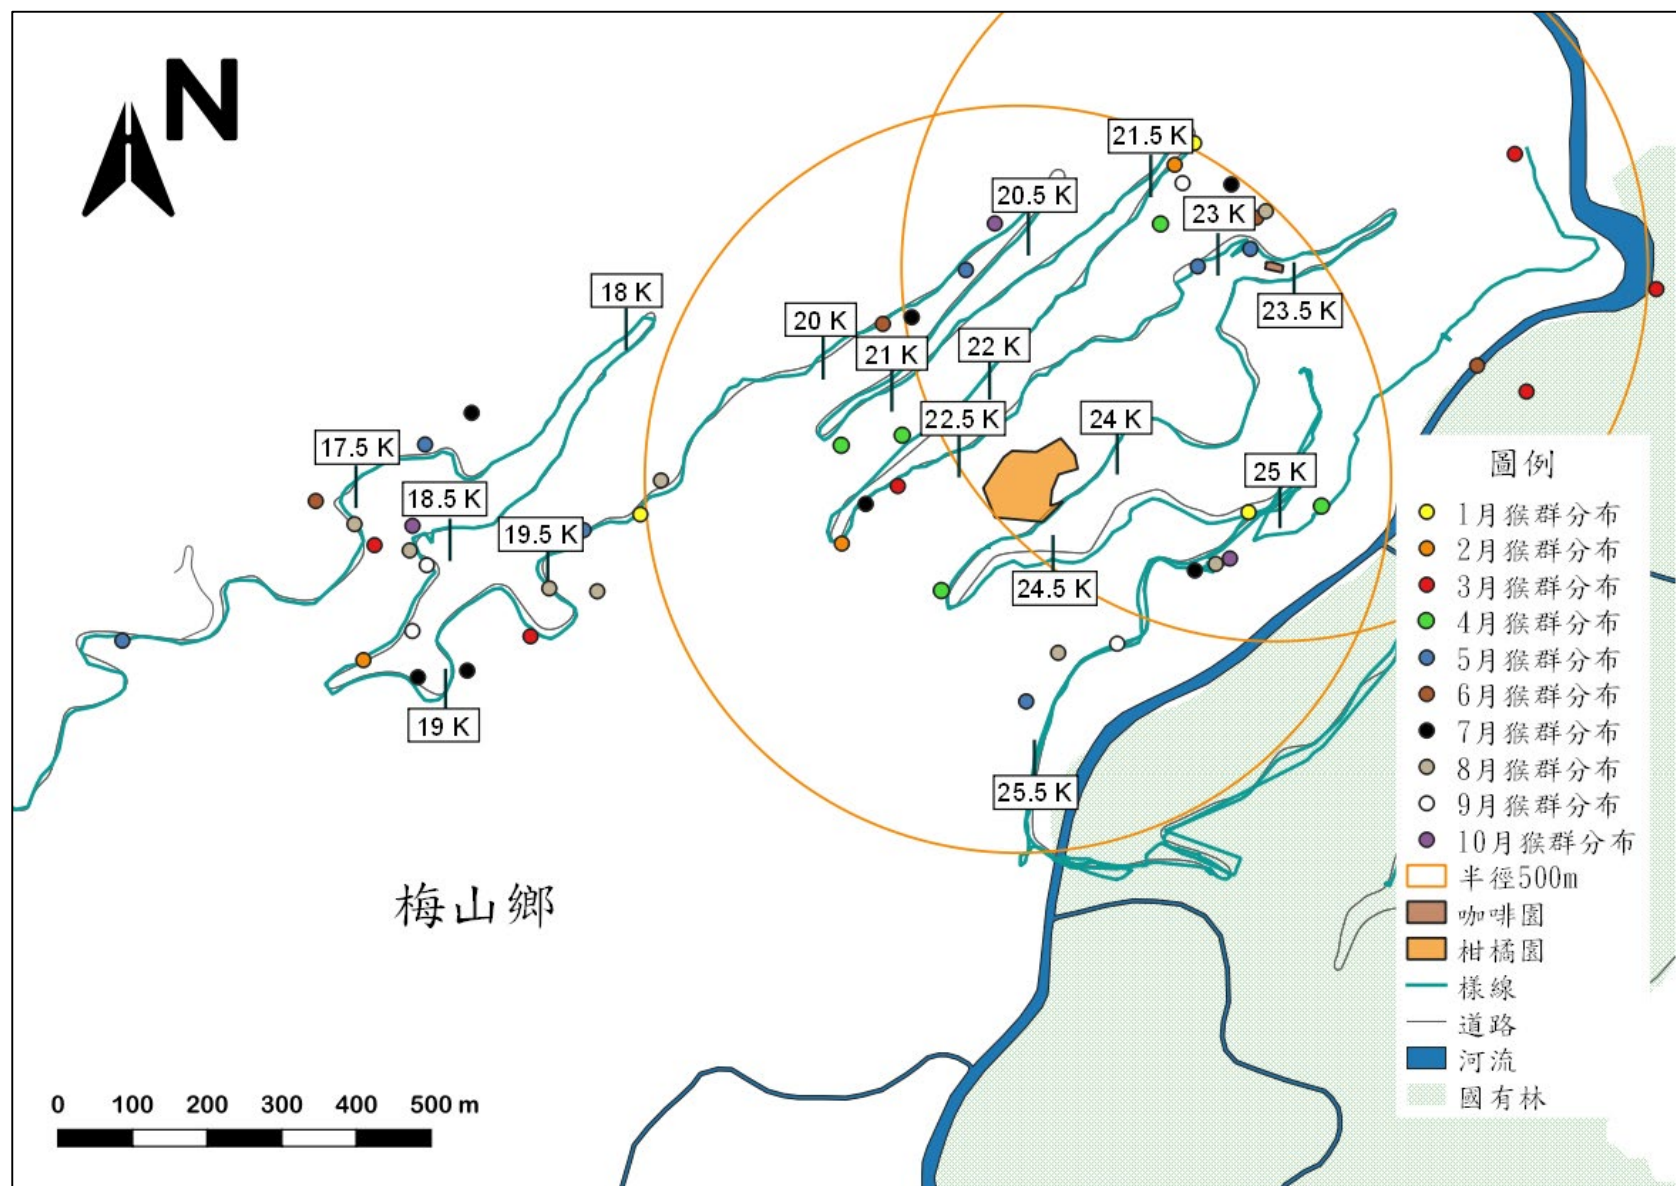 N
21.5 K
20.5 K
23 K
18 K
20 K
23.5 K
21 K
22 K
22.5 K
24 K
17.5 K
25 K
18.5 K
19.5 K
24.5 K
19 K
25.5 K
梅山鄉
圖例
1月猴群分布
2月猴群分布
3月猴群分布
4月猴群分布
5月猴群分布
6月猴群分布
7月猴群分布
8月猴群分布
9月猴群分布
10月猴群分布
半徑500m
咖啡園
柑橘園
樣線
道路
河流
國有林
0 100 200 300 400 500 m